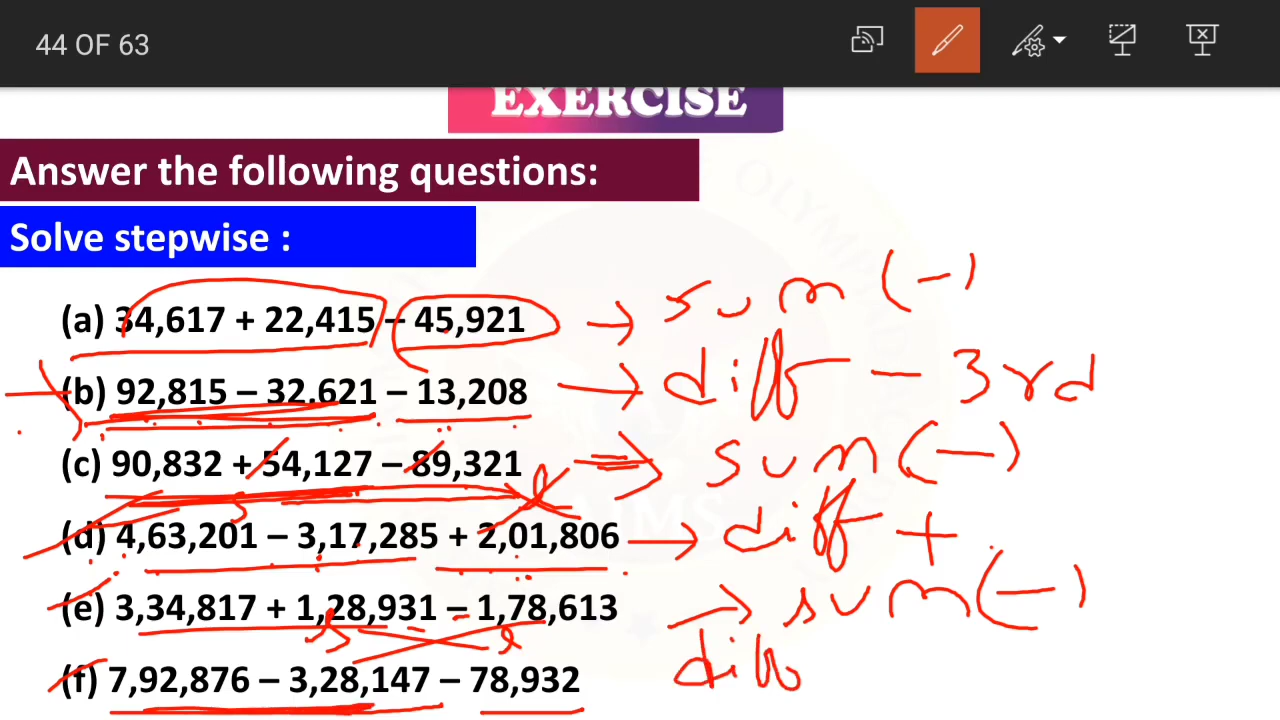 44 OF 63
EXERCISE
Answer the following questions:
Solve stepwise :
(a) 34,617 + 22,415 – 45,921 → sum (-)
(b) 92,815 – 32,621 – 13,208 → diff - 3rd
(c) 90,832 + 54,127 – 89,321 → sum (-)
(d) 4,63,201 – 3,17,285 + 2,01,806 → diff +
(e) 3,34,817 + 1,28,931 – 1,78,613 → sum (-)
(f) 7,92,876 – 3,28,147 – 78,932